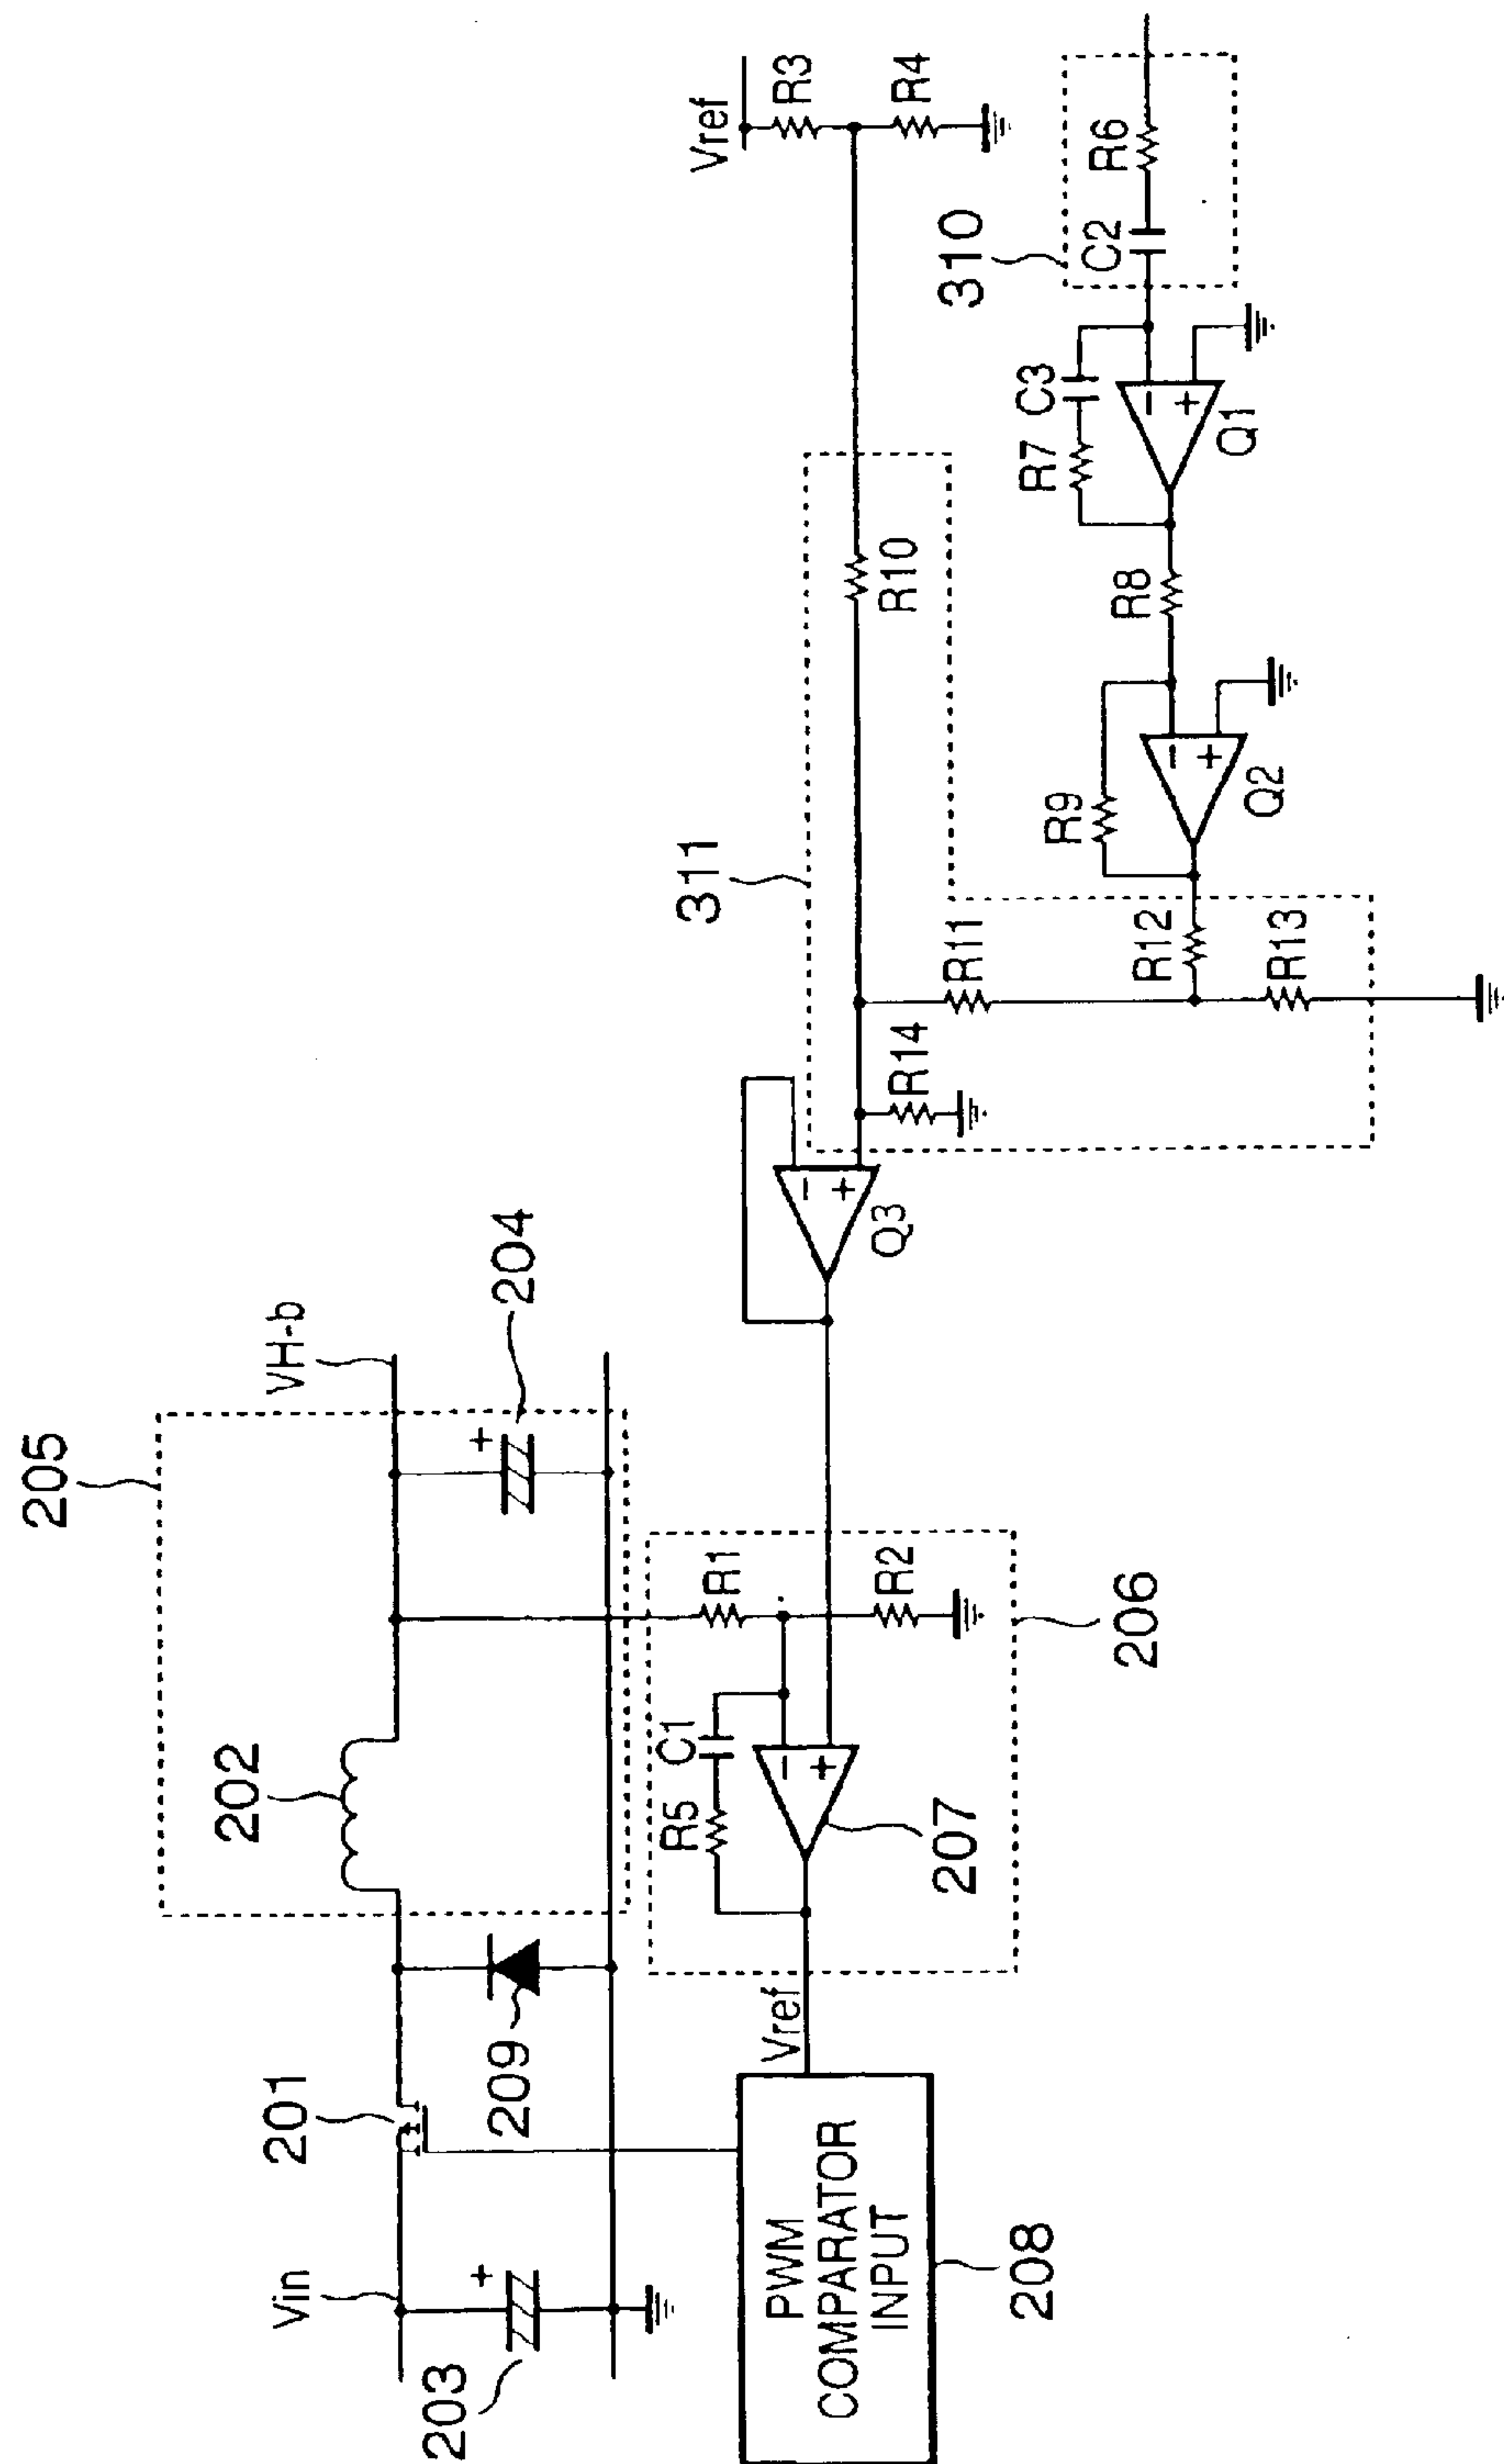 205
VH-b
204
202
201
209
Vin
203
Vref
R3
R4
311
R10
R11
R12
R13
R14
Q3
310
C2
R6
C3
R7
Q1
R8
R9
Q2
R1
R2
C1
R5
207
206
Vref
PWM
COMPARATOR
INPUT
208
+
+
−
+
−
+
−
+
−
+